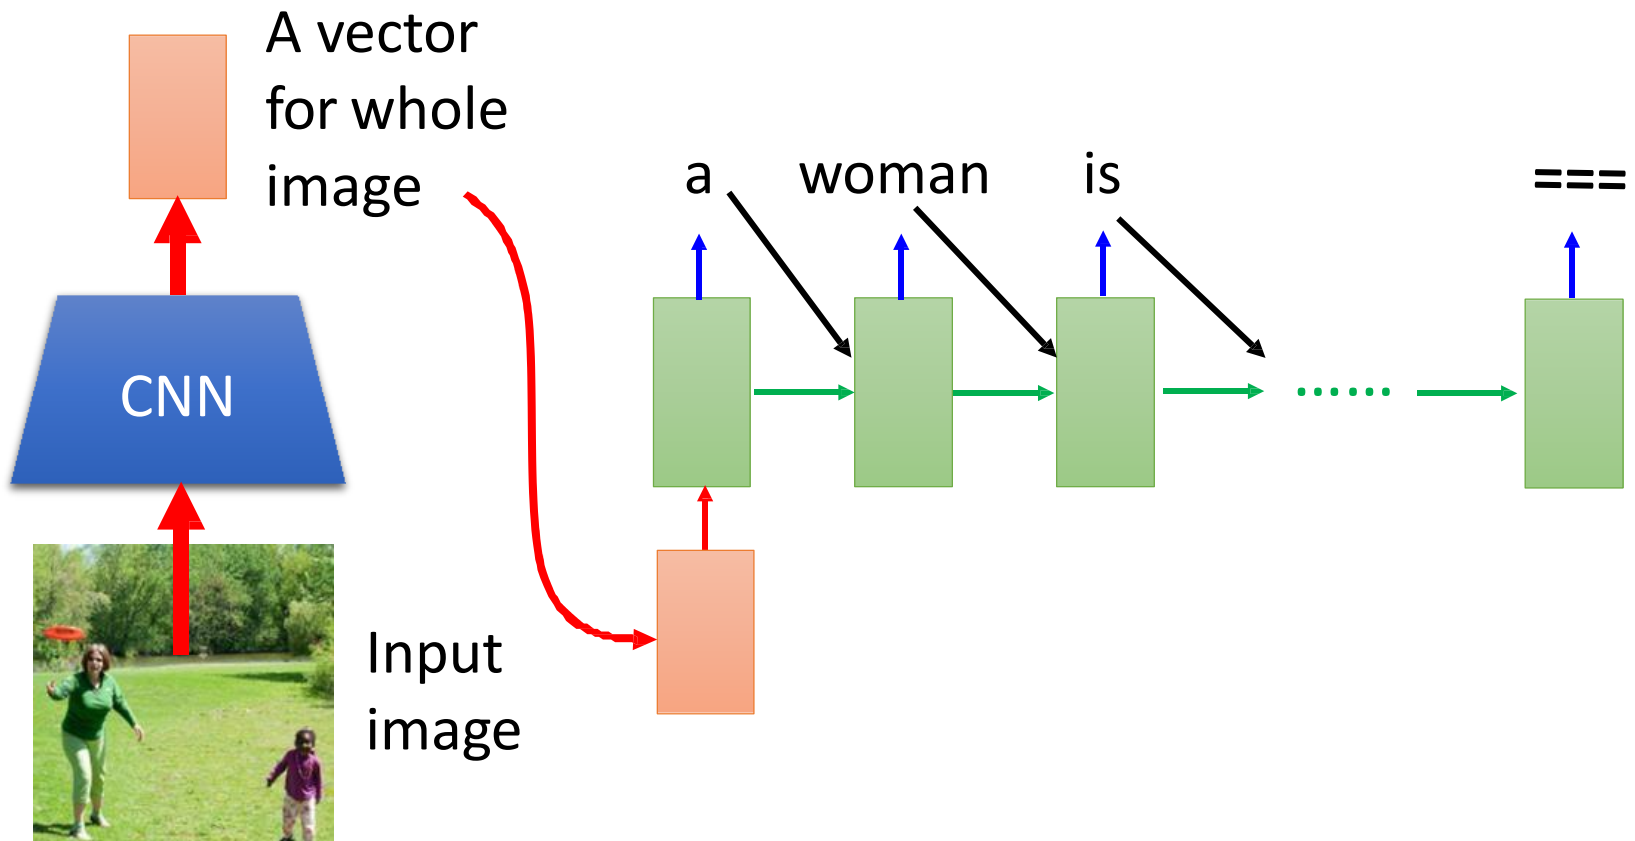 A vector
for whole
image
a woman is ===
CNN
······
Input
image